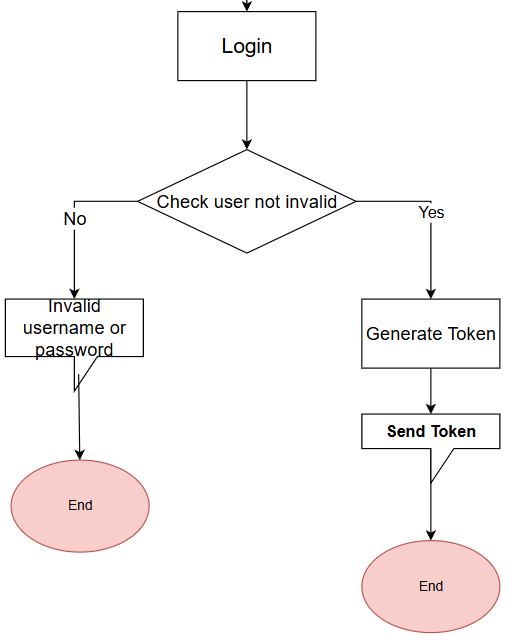 Login
Check user not invalid
No
Yes
Invalid
username or
password
Generate Token
Send Token
End
End